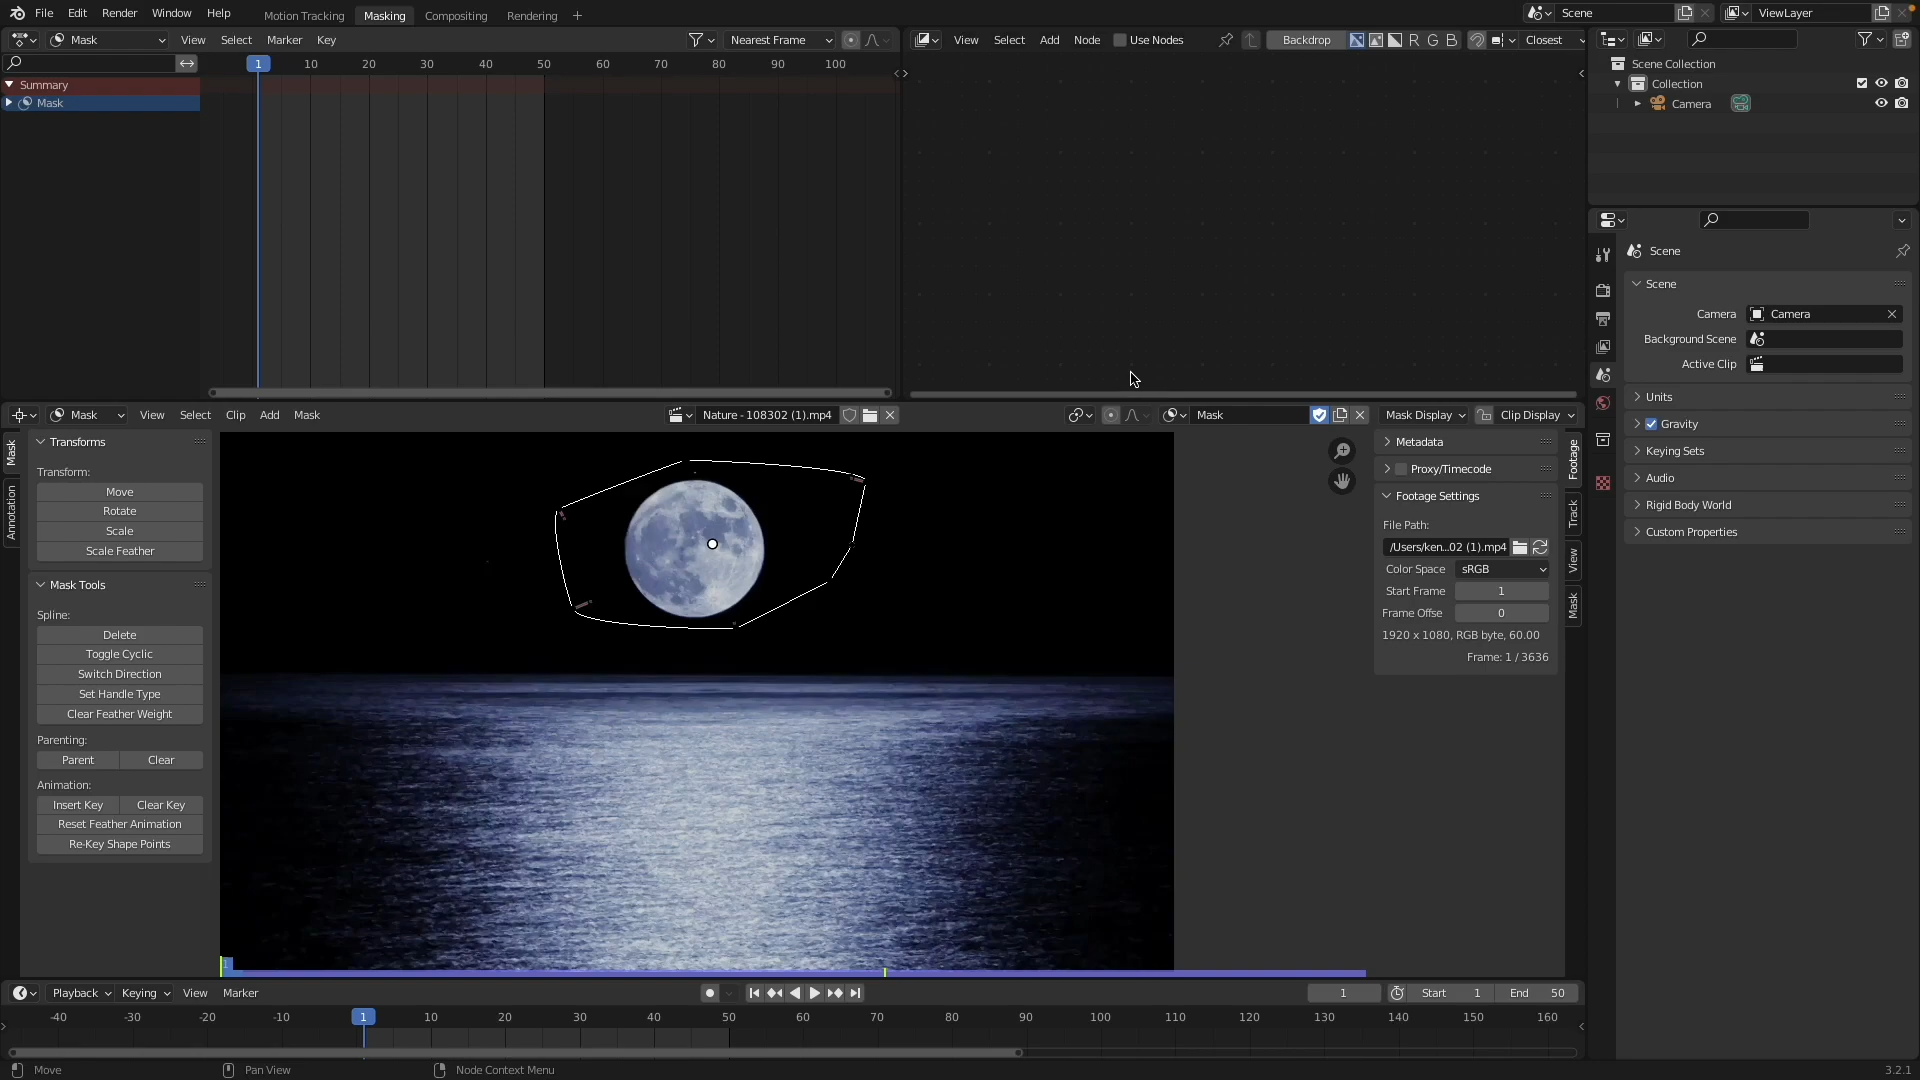 File Edit Render Window Help Motion Tracking Masking Compositing Rendering + Scene ViewLayer
Mask View Select Marker Key Nearest Frame View Select Add Node Use Nodes Backdrop R G B Closest
1 10 20 30 40 50 60 70 80 90 100
Summary
Mask
Scene Collection
Collection
Camera
Scene
Scene
Camera Camera
Background Scene
Active Clip
Units
Gravity
Keying Sets
Audio
Rigid Body World
Custom Properties
Mask View Select Clip Add Mask Nature - 108302 (1).mp4 Mask Mask Display Clip Display
Mask
Annotation
Transforms
Transform:
Move
Rotate
Scale
Scale Feather
Mask Tools
Spline:
Delete
Toggle Cyclic
Switch Direction
Set Handle Type
Clear Feather Weight
Parenting:
Parent Clear
Animation:
Insert Key Clear Key
Reset Feather Animation
Re-Key Shape Points
Metadata
Proxy/Timecode
Footage Settings
File Path:
/Users/ken...02 (1).mp4
Color Space sRGB
Start Frame 1
Frame Offse 0
1920 x 1080, RGB byte, 60.00
Frame: 1 / 3636
Footage
Track
View
Mask
1
Playback Keying View Marker 1 Start 1 End 50
-40 -30 -20 -10 1 10 20 30 40 50 60 70 80 90 100 110 120 130 140 150 160
Move Pan View Node Context Menu 3.2.1